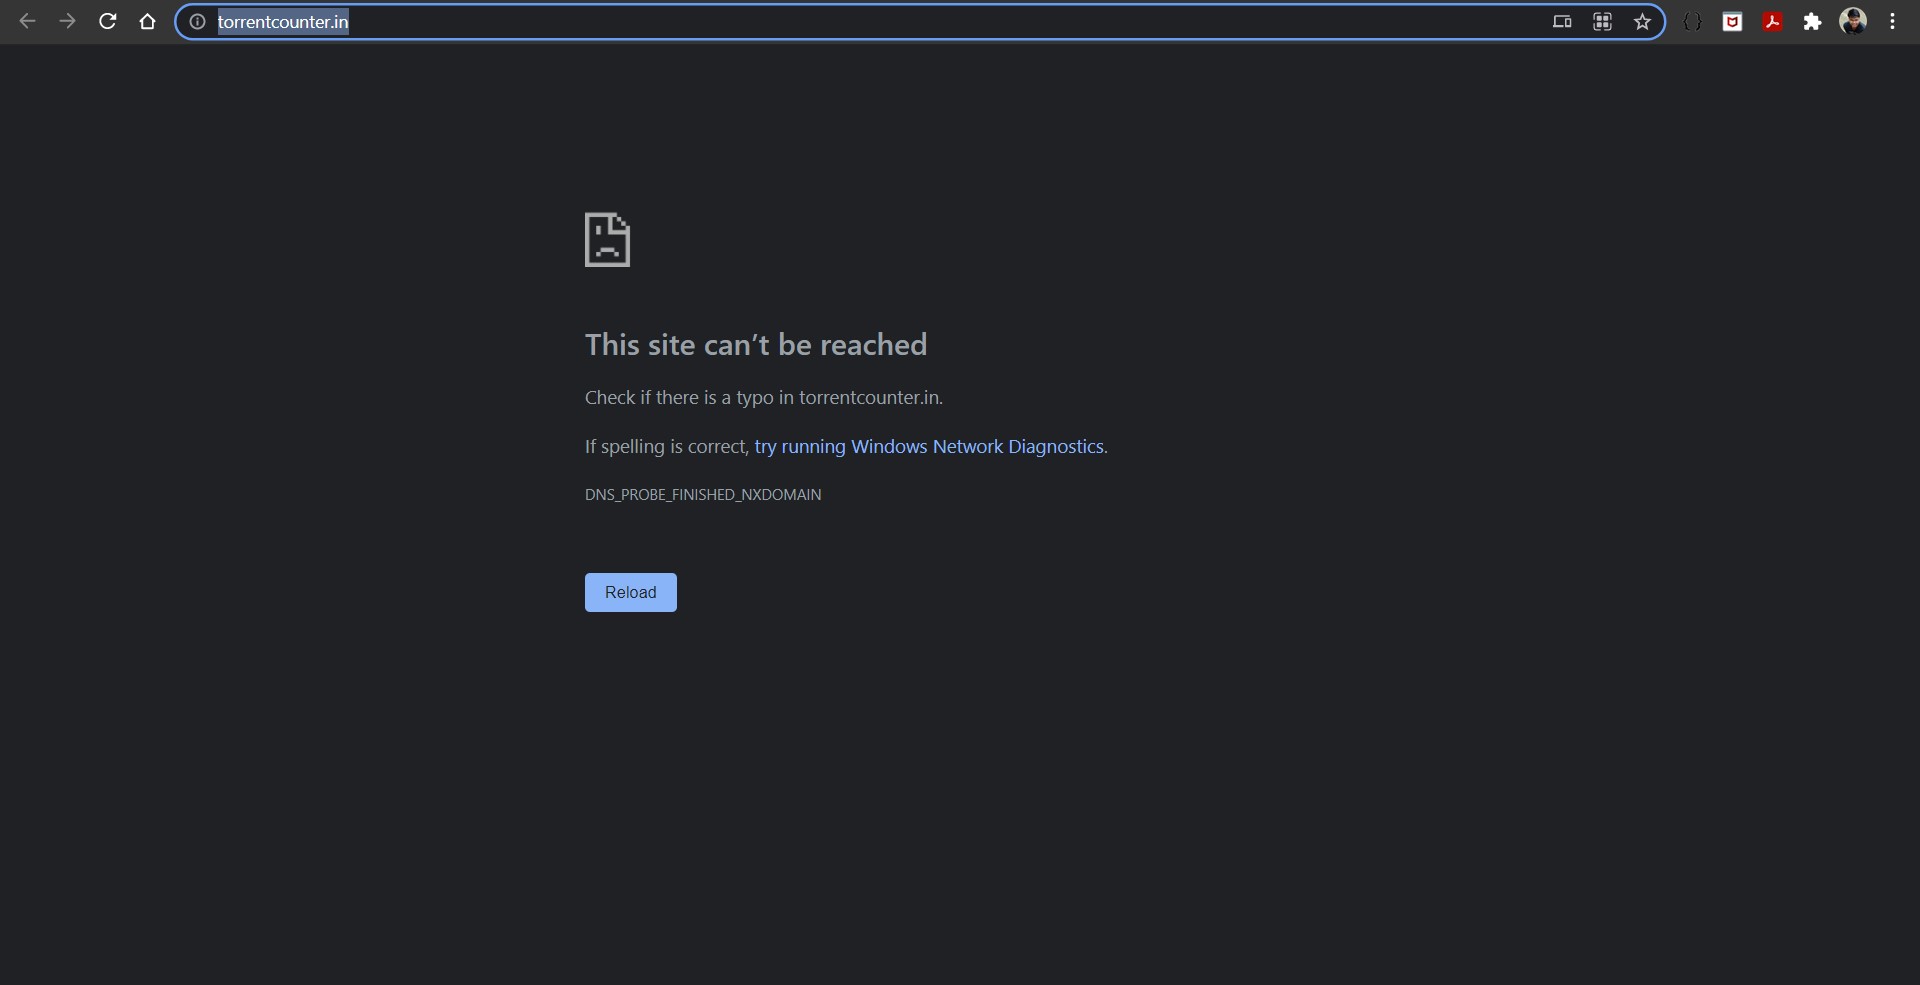 torrentcounter.in
This site can’t be reached
Check if there is a typo in torrentcounter.in.
If spelling is correct, try running Windows Network Diagnostics.
DNS_PROBE_FINISHED_NXDOMAIN
Reload